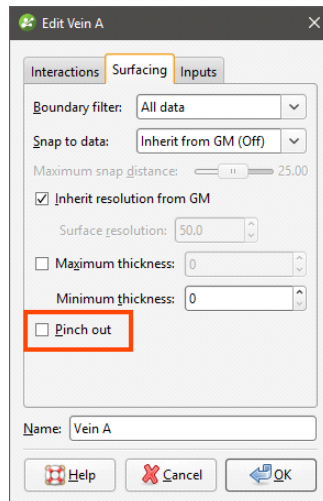 Edit Vein A
Interactions Surfacing Inputs
Boundary filter: All data
Snap to data: Inherit from GM (Off)
Maximum snap distance: 25.00
Inherit resolution from GM
Surface resolution: 50.0
Maximum thickness: 0
Minimum thickness: 0
Pinch out
Name: Vein A
Help Cancel OK